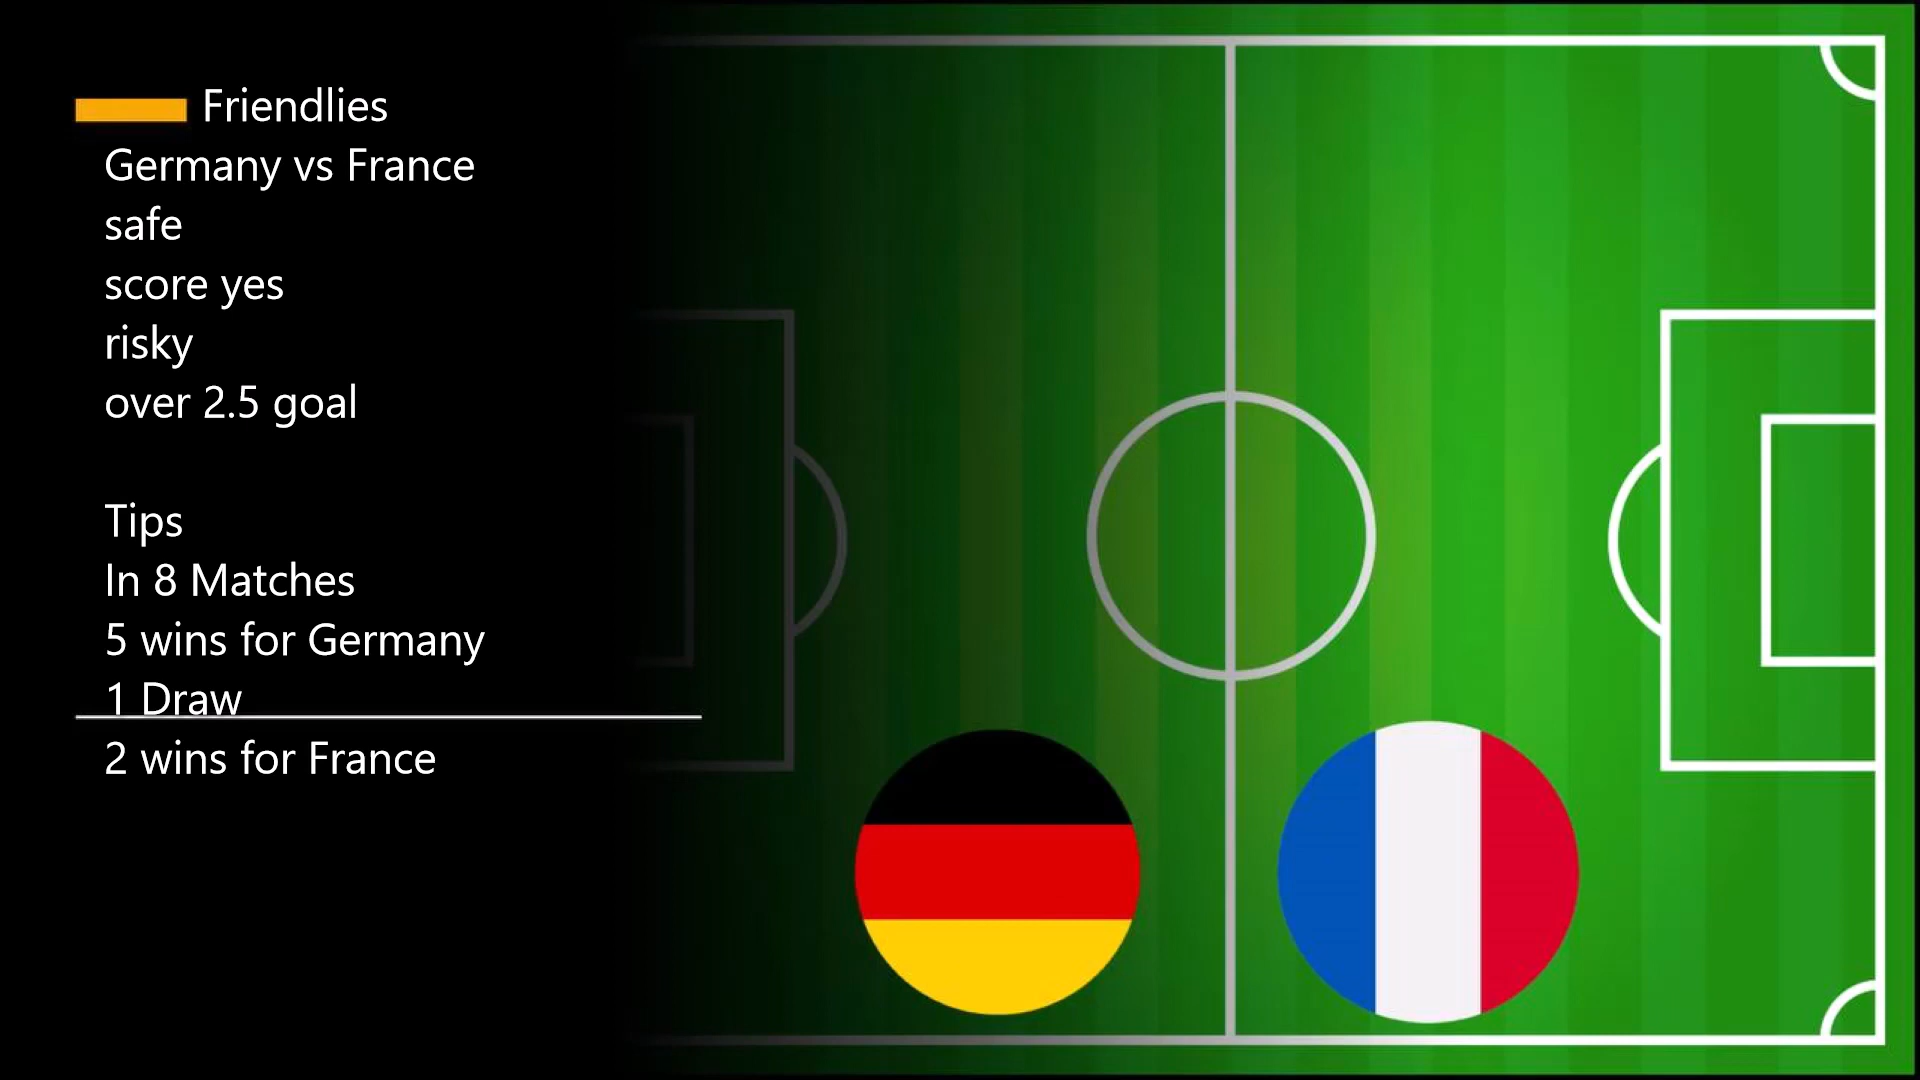 Friendlies
Germany vs France
safe
score yes
risky
over 2.5 goal
Tips
In 8 Matches
5 wins for Germany
1 Draw
2 wins for France